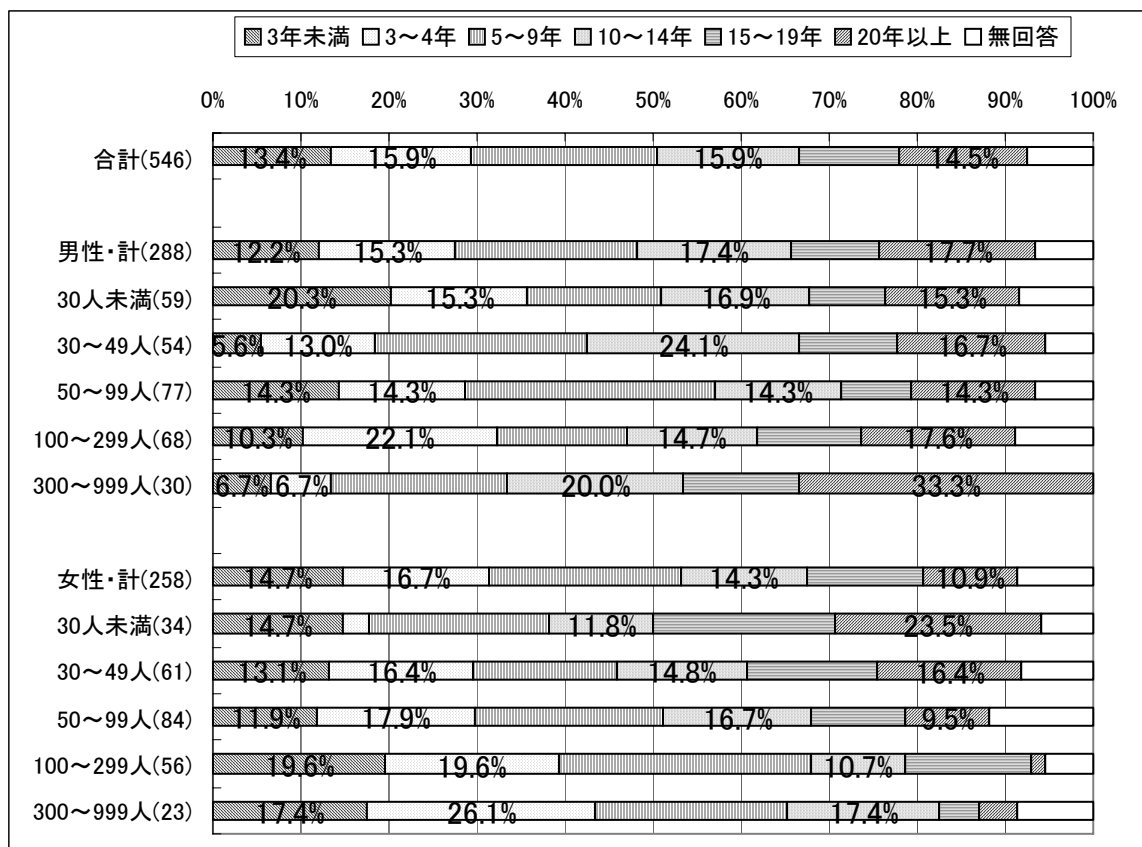 3年未満 3～4年 5～9年 10～14年 15～19年 20年以上 無回答
0% 10% 20% 30% 40% 50% 60% 70% 80% 90% 100%
合計(546) 13.4% 15.9% 15.9% 14.5%
男性・計(288) 12.2% 15.3% 17.4% 17.7%
30人未満(59) 20.3% 15.3% 16.9% 15.3%
30～49人(54) 5.6% 13.0% 24.1% 16.7%
50～99人(77) 14.3% 14.3% 14.3% 14.3%
100～299人(68) 10.3% 22.1% 14.7% 17.6%
300～999人(30) 6.7% 6.7% 20.0% 33.3%
女性・計(258) 14.7% 16.7% 14.3% 10.9%
30人未満(34) 14.7% 11.8% 23.5%
30～49人(61) 13.1% 16.4% 14.8% 16.4%
50～99人(84) 11.9% 17.9% 16.7% 9.5%
100～299人(56) 19.6% 19.6% 10.7%
300～999人(23) 17.4% 26.1% 17.4%